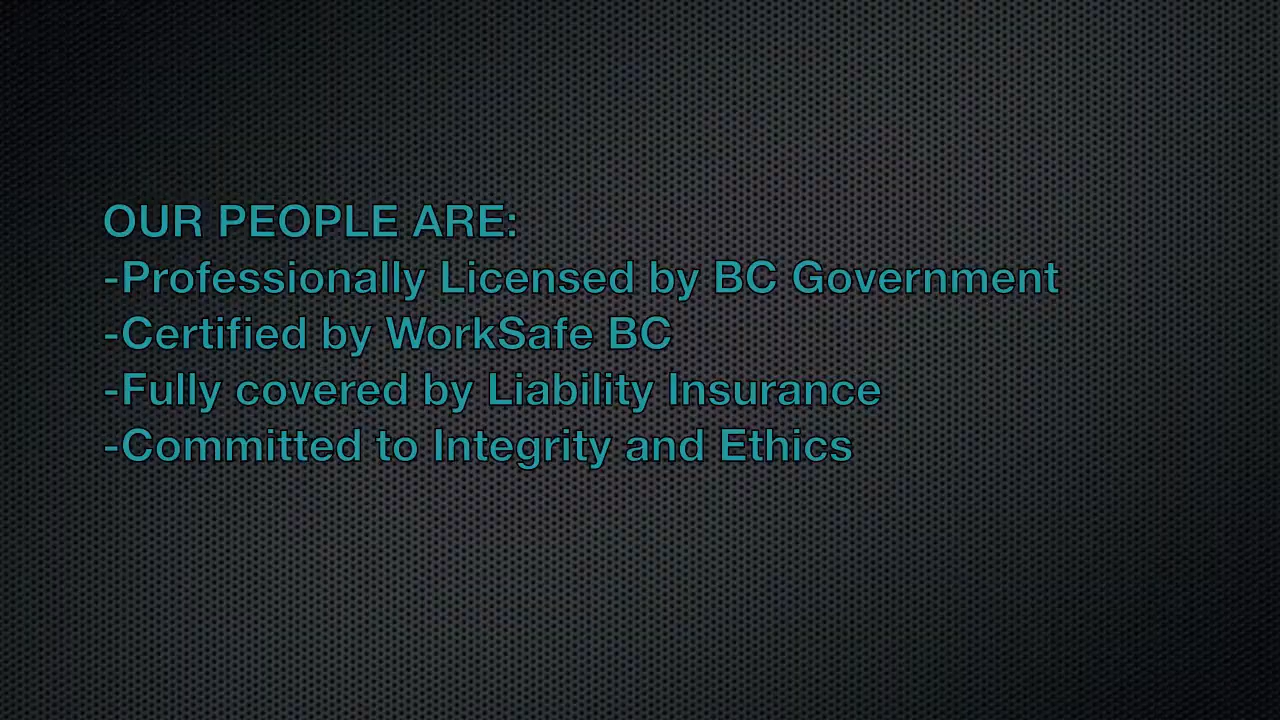 OUR PEOPLE ARE:
-Professionally Licensed by BC Government
-Certified by WorkSafe BC
-Fully covered by Liability Insurance
-Committed to Integrity and Ethics